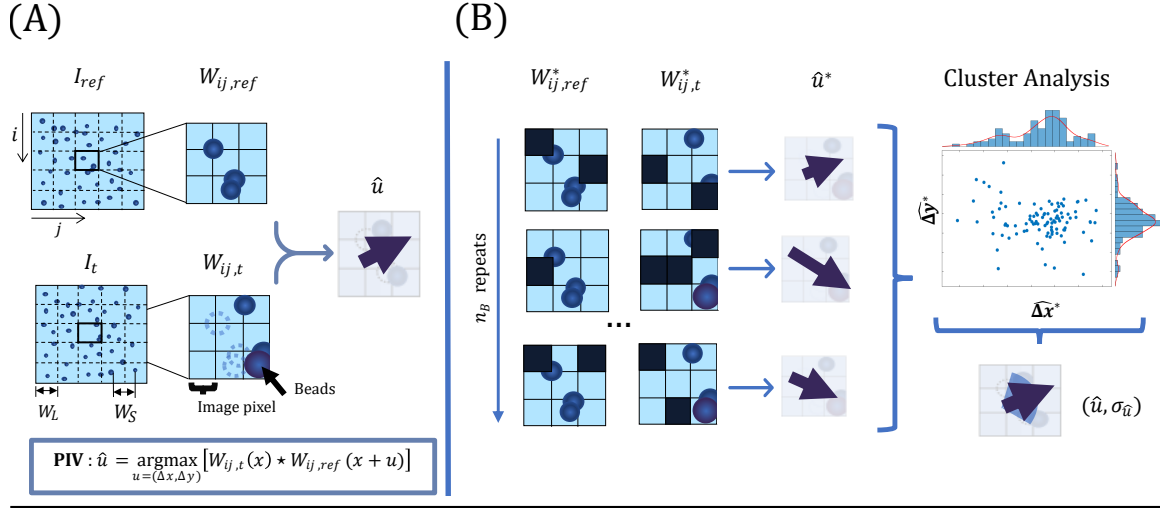 (A)
I_ref
W_ij,ref
i
j
û
I_t
W_ij,t
Beads
Image pixel
W_L
W_S
PIV : û = argmax [W_ij,t(x) ⋆ W_ij,ref (x + u)]
u=(Δx,Δy)
(B)
W*_ij,ref
W*_ij,t
û*
Cluster Analysis
n_B repeats
...
Δŷ*
Δx̂*
(û, σ_û)